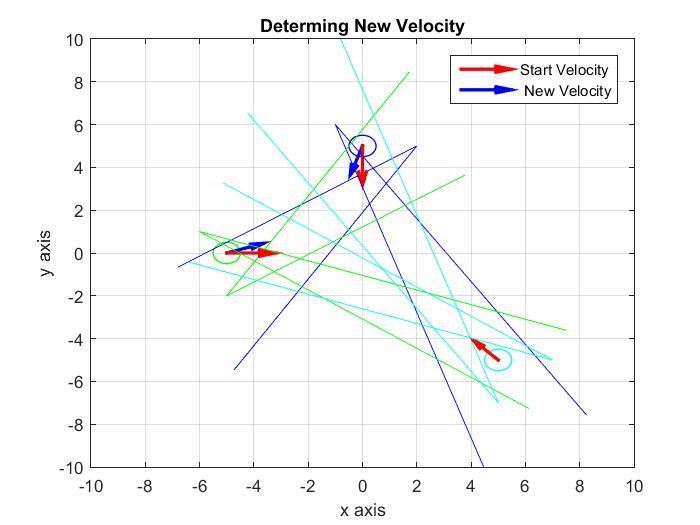 Determing New Velocity
10
8
6
4
2
0
-2
-4
-6
-8
-10
y axis
-10 -8 -6 -4 -2 0 2 4 6 8 10
x axis
Start Velocity
New Velocity